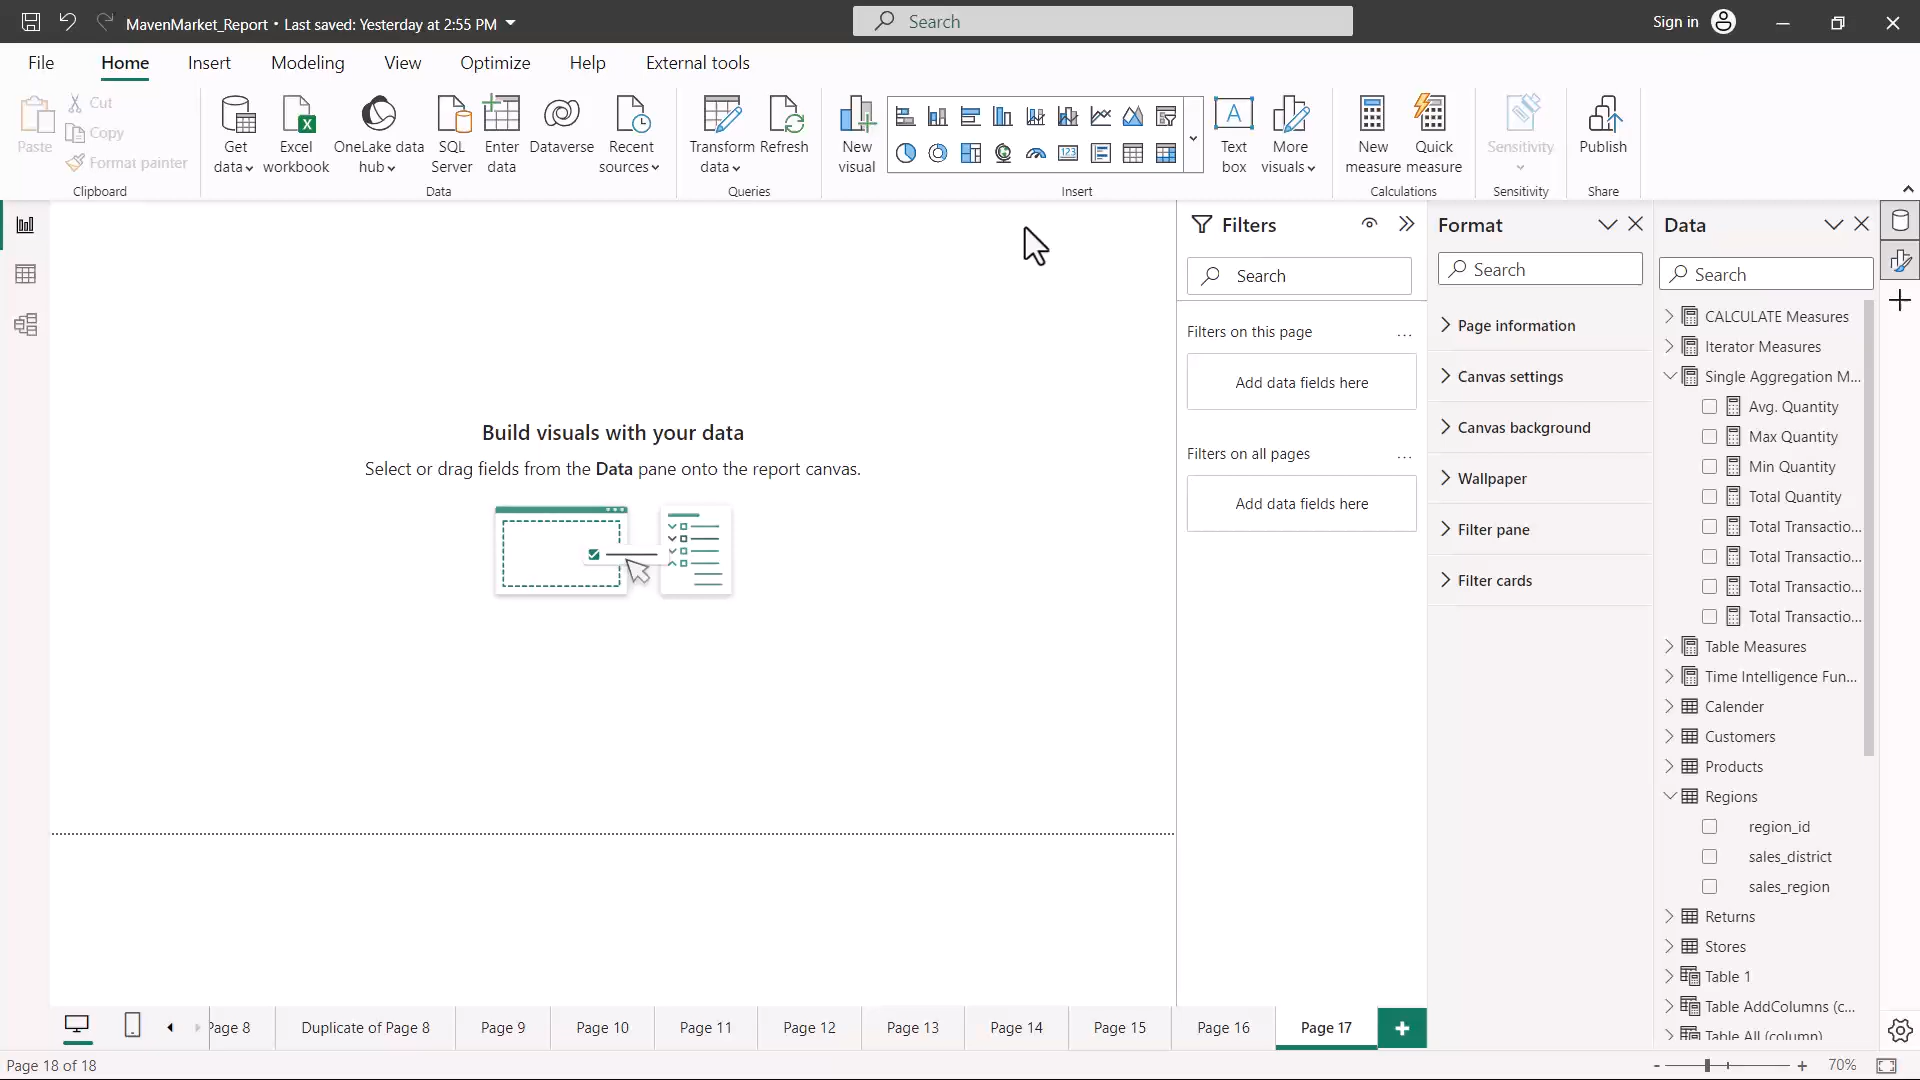 MavenMarket_Report • Last saved: Yesterday at 2:55 PM
Search
Sign in
File
Home
Insert
Modeling
View
Optimize
Help
External tools
Paste
Cut
Copy
Format painter
Clipboard
Get data
Excel workbook
OneLake data hub
SQL Server
Enter data
Dataverse
Recent sources
Data
Transform data
Refresh
Queries
New visual
123
A
Text box
More visuals
Insert
New measure
Quick measure
Calculations
Sensitivity
Sensitivity
Publish
Share
Build visuals with your data
Select or drag fields from the Data pane onto the report canvas.
Filters
Search
Filters on this page
...
Add data fields here
Filters on all pages
...
Add data fields here
Format
Search
Page information
Canvas settings
Canvas background
Wallpaper
Filter pane
Filter cards
Data
Search
CALCULATE Measures
Iterator Measures
Single Aggregation M...
Avg. Quantity
Max Quantity
Min Quantity
Total Quantity
Total Transactio...
Total Transactio...
Total Transactio...
Total Transactio...
Table Measures
Time Intelligence Fun...
Calender
Customers
Products
Regions
region_id
sales_district
sales_region
Returns
Stores
Table 1
Table AddColumns (c...
Table All (column)
Page 8
Duplicate of Page 8
Page 9
Page 10
Page 11
Page 12
Page 13
Page 14
Page 15
Page 16
Page 17
+
Page 18 of 18
- + 70%